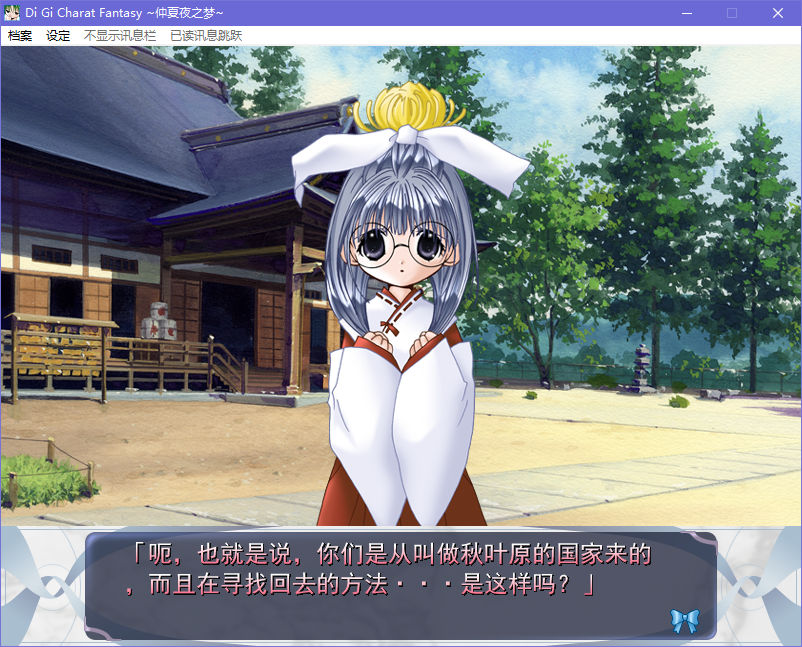 Di Gi Charat Fantasy ~仲夏夜之梦~
档案 设定 不显示讯息栏 已读讯息跳跃
「呃，也就是说，你们是从叫做秋叶原的国家来的
，而且在寻找回去的方法・・・是这样吗？」